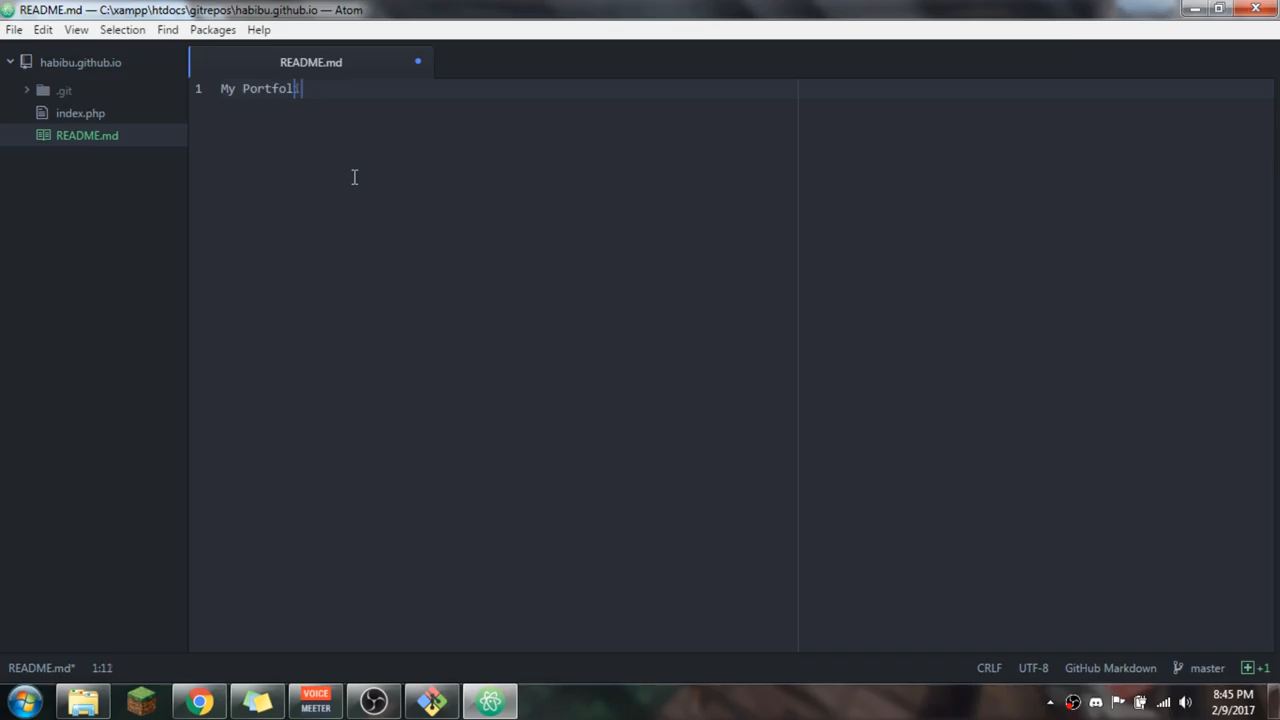 README.md — C:\xampp\htdocs\gitrepos\habibu.github.io — Atom
File Edit View Selection Find Packages Help
habibu.github.io
README.md
.git
1 My Portfoli
index.php
README.md
README.md* 1:11 CRLF UTF-8 GitHub Markdown master +1
VOICE
MEETER
8:45 PM
2/9/2017